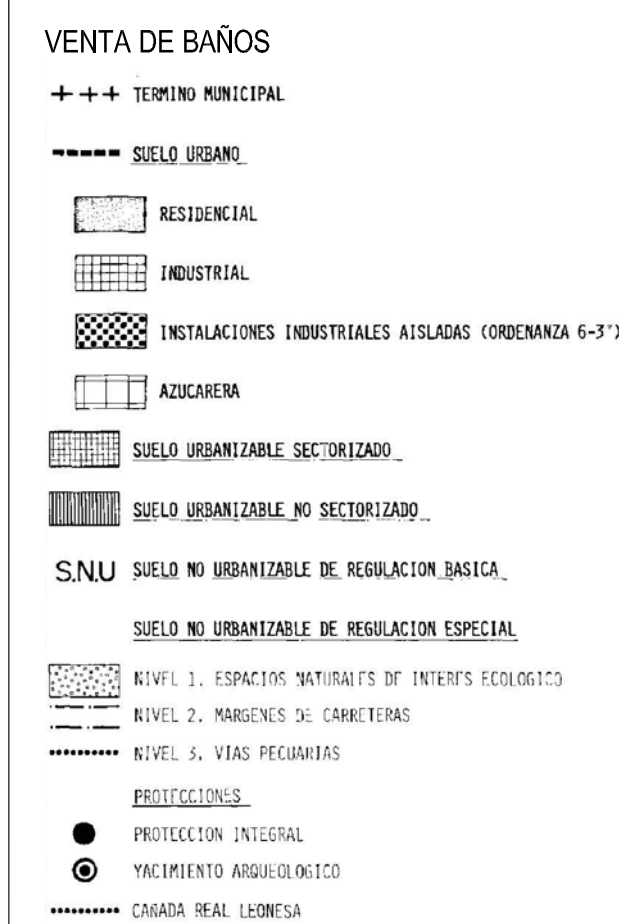 VENTA DE BAÑOS
TERMINO MUNICIPAL
SUELO URBANO
RESIDENCIAL
INDUSTRIAL
INSTALACIONES INDUSTRIALES AISLADAS (ORDENANZA 6-3ª)
AZUCARERA
SUELO URBANIZABLE SECTORIZADO
SUELO URBANIZABLE NO SECTORIZADO
S.N.U SUELO NO URBANIZABLE DE REGULACION BASICA
SUELO NO URBANIZABLE DE REGULACION ESPECIAL
NIVEL 1. ESPACIOS NATURALES DE INTERES ECOLOGICO
NIVEL 2. MARGENES DE CARRETERAS
NIVEL 3. VIAS PECUARIAS
PROTECCIONES
PROTECCION INTEGRAL
YACIMIENTO ARQUEOLOGICO
CAÑADA REAL LEONESA